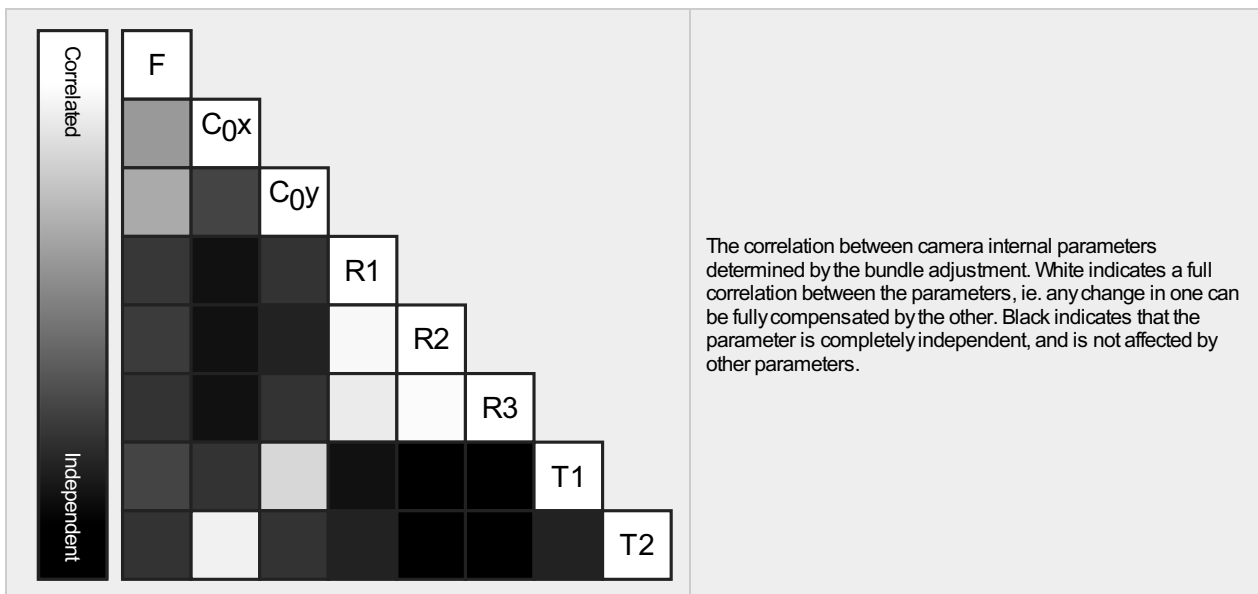 Correlated
Independent
F
C0x
C0y
R1
R2
R3
T1
T2
The correlation between camera internal parameters
determined by the bundle adjustment. White indicates a full
correlation between the parameters, ie. any change in one can
be fully compensated by the other. Black indicates that the
parameter is completely independent, and is not affected by
other parameters.